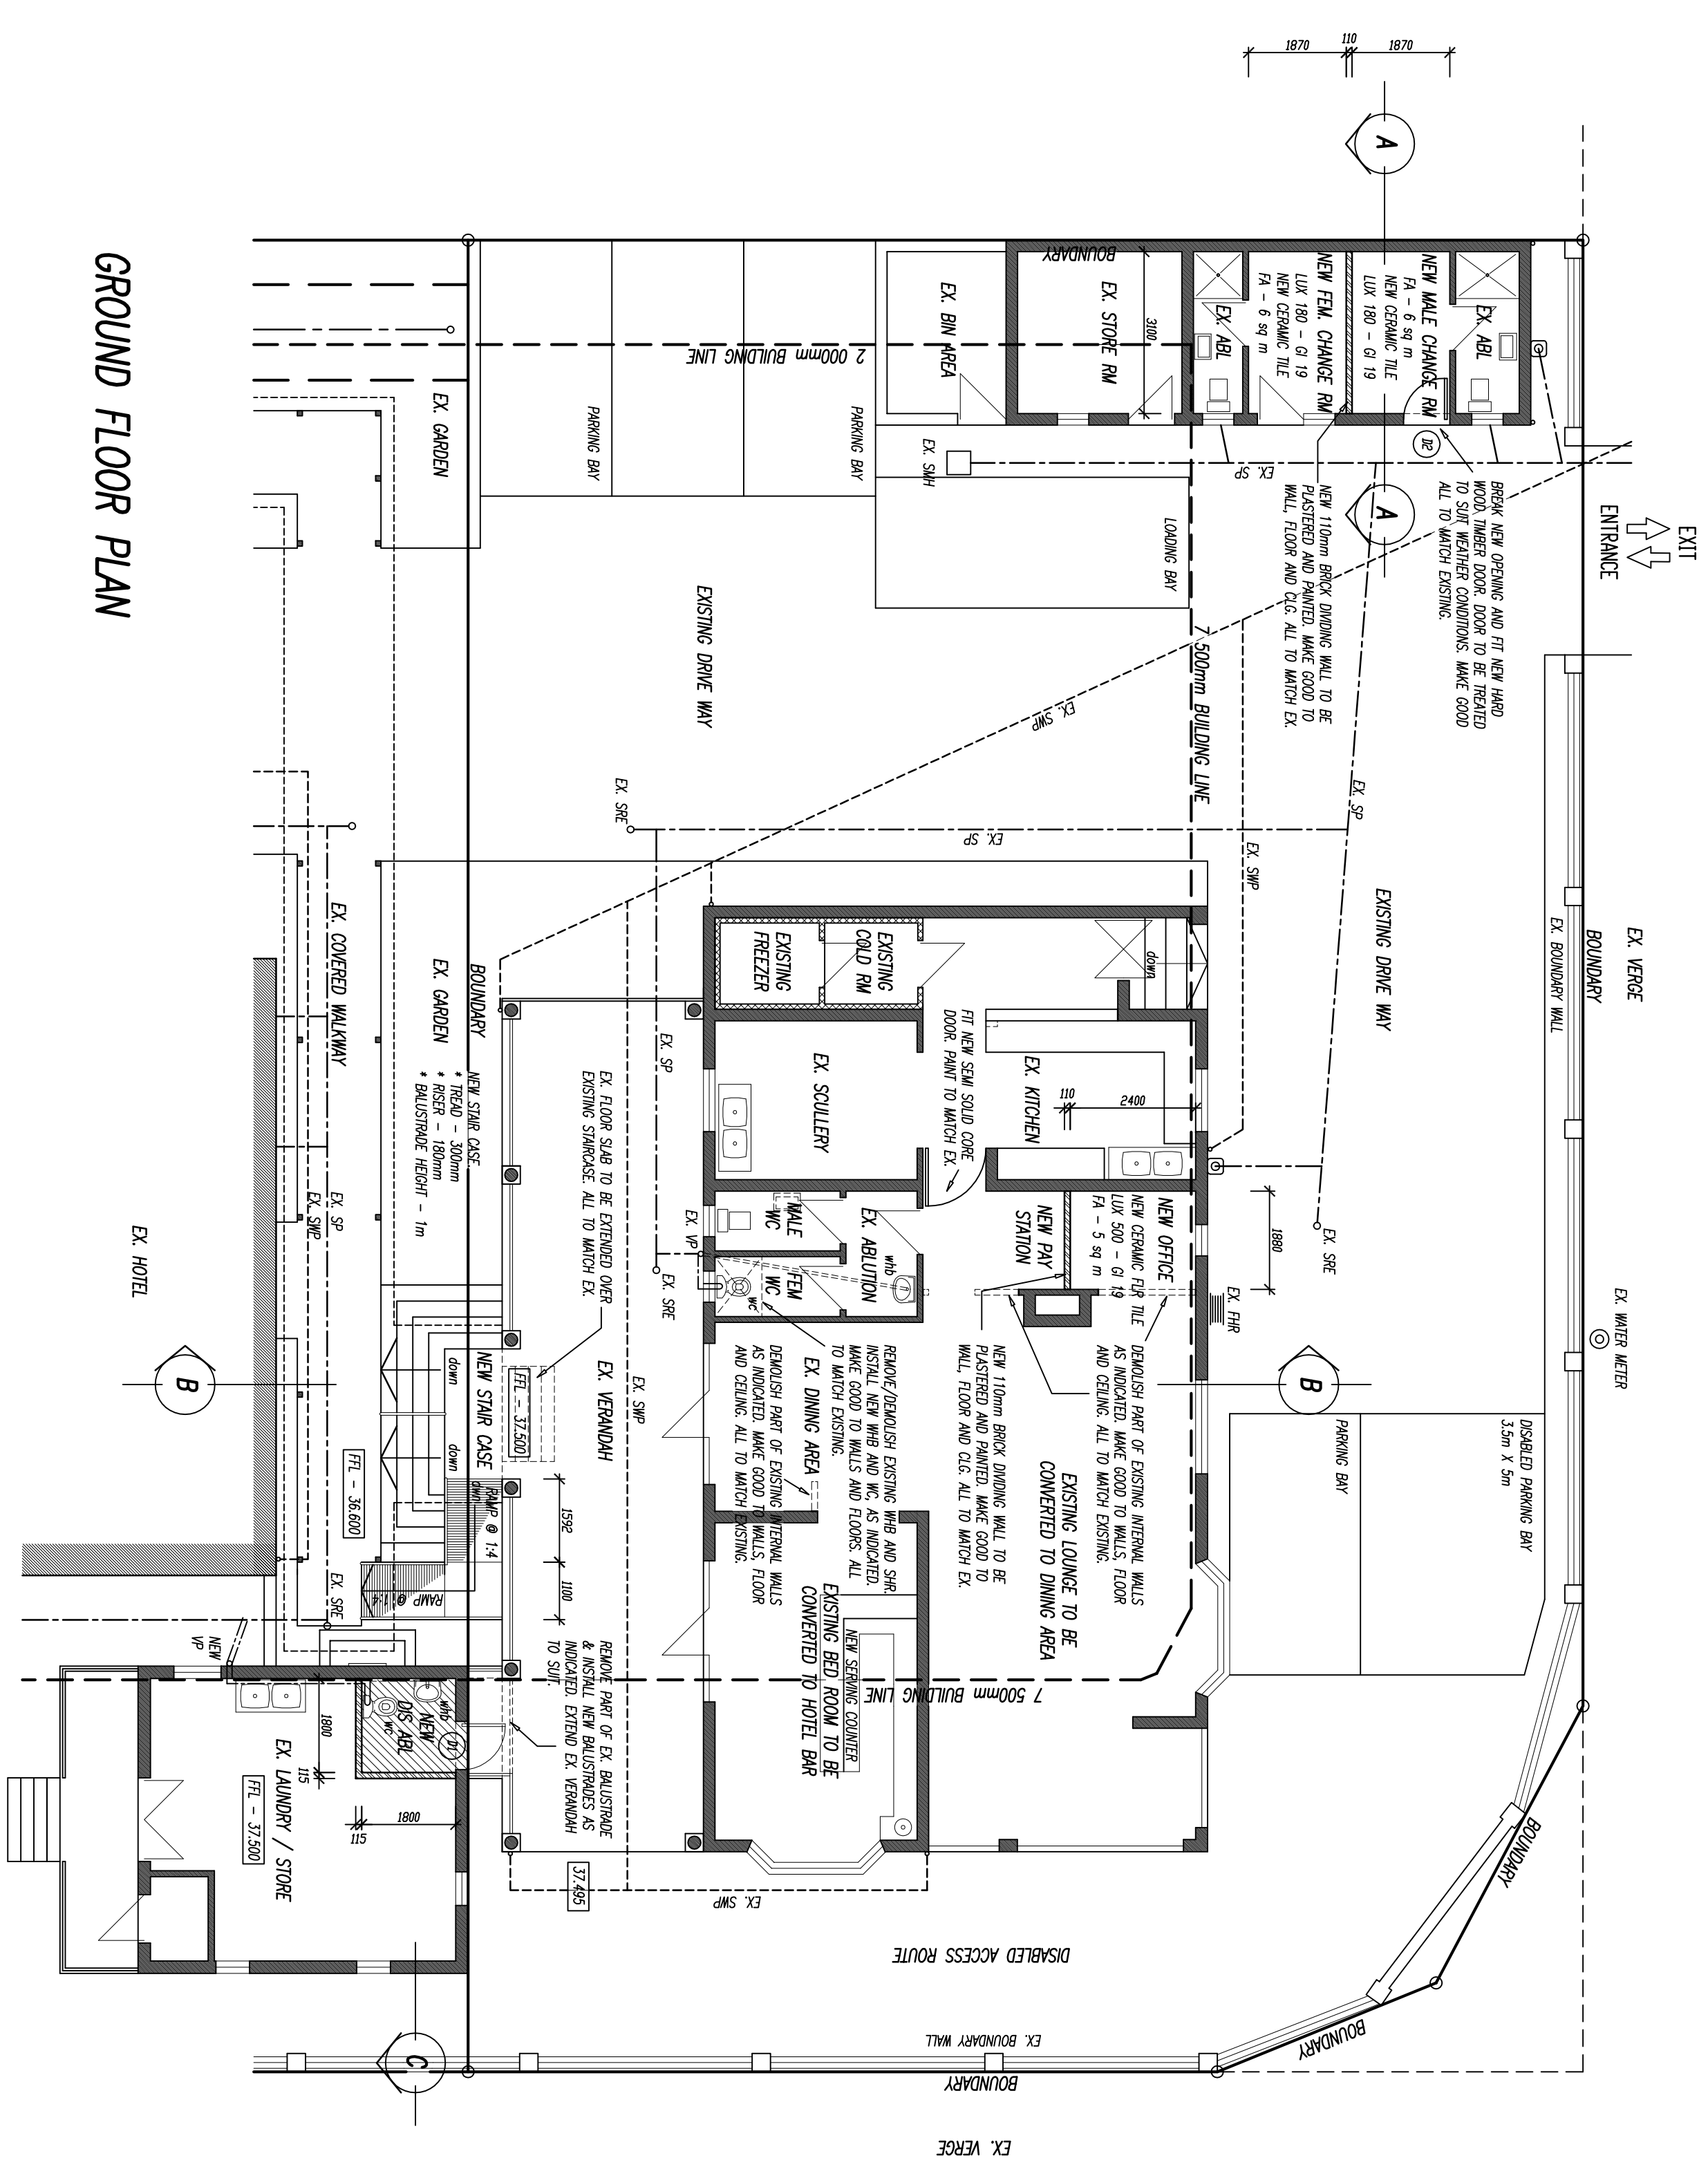 EXIT
ENTRANCE
EX. VERGE
BOUNDARY
EX. BOUNDARY WALL
EX. WATER METER
1870
110
1870
A
A
BREAK NEW OPENING AND FIT NEW HARD
WOOD TIMBER DOOR. DOOR TO BE TREATED
TO SUIT WEATHER CONDITIONS. MAKE GOOD
ALL TO MATCH EXISTING.
D2
EX. ABL
NEW MALE CHANGE RM
FA - 6 sq m
NEW CERAMIC TILE
LUX 180 - GI 19
NEW FEM. CHANGE RM
LUX 180 - GI 19
NEW CERAMIC TILE
FA - 6 sq m
EX. ABL
NEW 110mm BRICK DIVIDING WALL TO BE
PLASTERED AND PAINTED. MAKE GOOD TO
WALL, FLOOR AND CLG. ALL TO MATCH EX.
EX. SP
EX. SP
EX. SWP
EXISTING DRIVE WAY
DISABLED PARKING BAY
3.5m X 5m
PARKING BAY
B
EX. FHR
EX. SRE
1880
BOUNDARY
3100
EX. STORE RM
EX. BIN AREA
2 000mm BUILDING LINE
LOADING BAY
7 500mm BUILDING LINE
EX. SWP
EX. SMH
PARKING BAY
PARKING BAY
EXISTING DRIVE WAY
EX. SP
EX. SRE
down
EXISTING
COLD RM
EXISTING
FREEZER
EX. KITCHEN
2400
110
FIT NEW SEMI SOLID CORE
DOOR. PAINT TO MATCH EX.
EX. SCULLERY
NEW OFFICE
NEW CERAMIC FLR TILE
LUX 500 - GI 19
FA - 5 sq m
NEW PAY
STATION
EX. ABLUTION
whb
MALE
WC
FEM
WC
wc
EX. VP
EX. SRE
EX. SP
DEMOLISH PART OF EXISTING INTERNAL WALLS
AS INDICATED. MAKE GOOD TO WALLS, FLOOR
AND CEILING. ALL TO MATCH EXISTING.
EXISTING LOUNGE TO BE
CONVERTED TO DINING AREA
NEW 110mm BRICK DIVIDING WALL TO BE
PLASTERED AND PAINTED. MAKE GOOD TO
WALL, FLOOR AND CLG. ALL TO MATCH EX.
REMOVE/DEMOLISH EXISTING WHB AND SHR.
INSTALL NEW WHB AND WC, AS INDICATED.
MAKE GOOD TO WALLS AND FLOORS. ALL
TO MATCH EXISTING.
EX. DINING AREA
DEMOLISH PART OF EXISTING INTERNAL WALLS
AS INDICATED. MAKE GOOD TO WALLS, FLOOR
AND CEILING. ALL TO MATCH EXISTING.
NEW SERVING COUNTER
EXISTING BED ROOM TO BE
CONVERTED TO HOTEL BAR
7 500mm BUILDING LINE
BOUNDARY
BOUNDARY
DISABLED ACCESS ROUTE
EX. BOUNDARY WALL
BOUNDARY
EX. VERGE
EX. SWP
37.495
EX. SWP
EX. VERANDAH
EX. FLOOR SLAB TO BE EXTENDED OVER
EXISTING STAIRCASE. ALL TO MATCH EX.
FFL - 37.500
1592
1100
REMOVE PART OF EX. BALUSTRADE
& INSTALL NEW BALUSTRADES AS
INDICATED. EXTEND EX. VERANDAH
TO SUIT.
NEW STAIR CASE
down
down
RAMP @ 1:4
down
RAMP @ 1:4
BOUNDARY
NEW STAIR CASE.
* TREAD - 300mm
* RISER - 180mm
* BALUSTRADE HEIGHT - 1m
EX. GARDEN
EX. GARDEN
EX. COVERED WALKWAY
EX. SP
EX. SWP
FFL - 36.600
EX. SRE
NEW
VP
whb
wc
NEW
DIS ABL
D1
1800
115
1800
115
EX. LAUNDRY / STORE
FFL - 37.500
C
B
EX. HOTEL
GROUND FLOOR PLAN